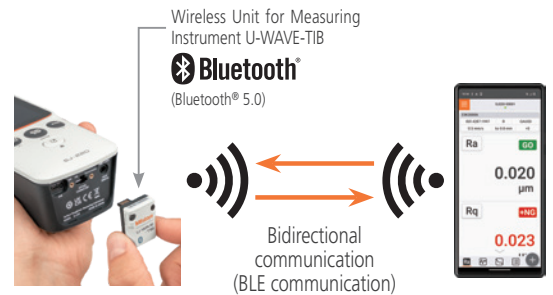 Wireless Unit for Measuring
Instrument U-WAVE-TIB
Bluetooth®
(Bluetooth® 5.0)
Ra
GO
0.020
µm
Rq
+NG
0.023
Bidirectional
communication
(BLE communication)